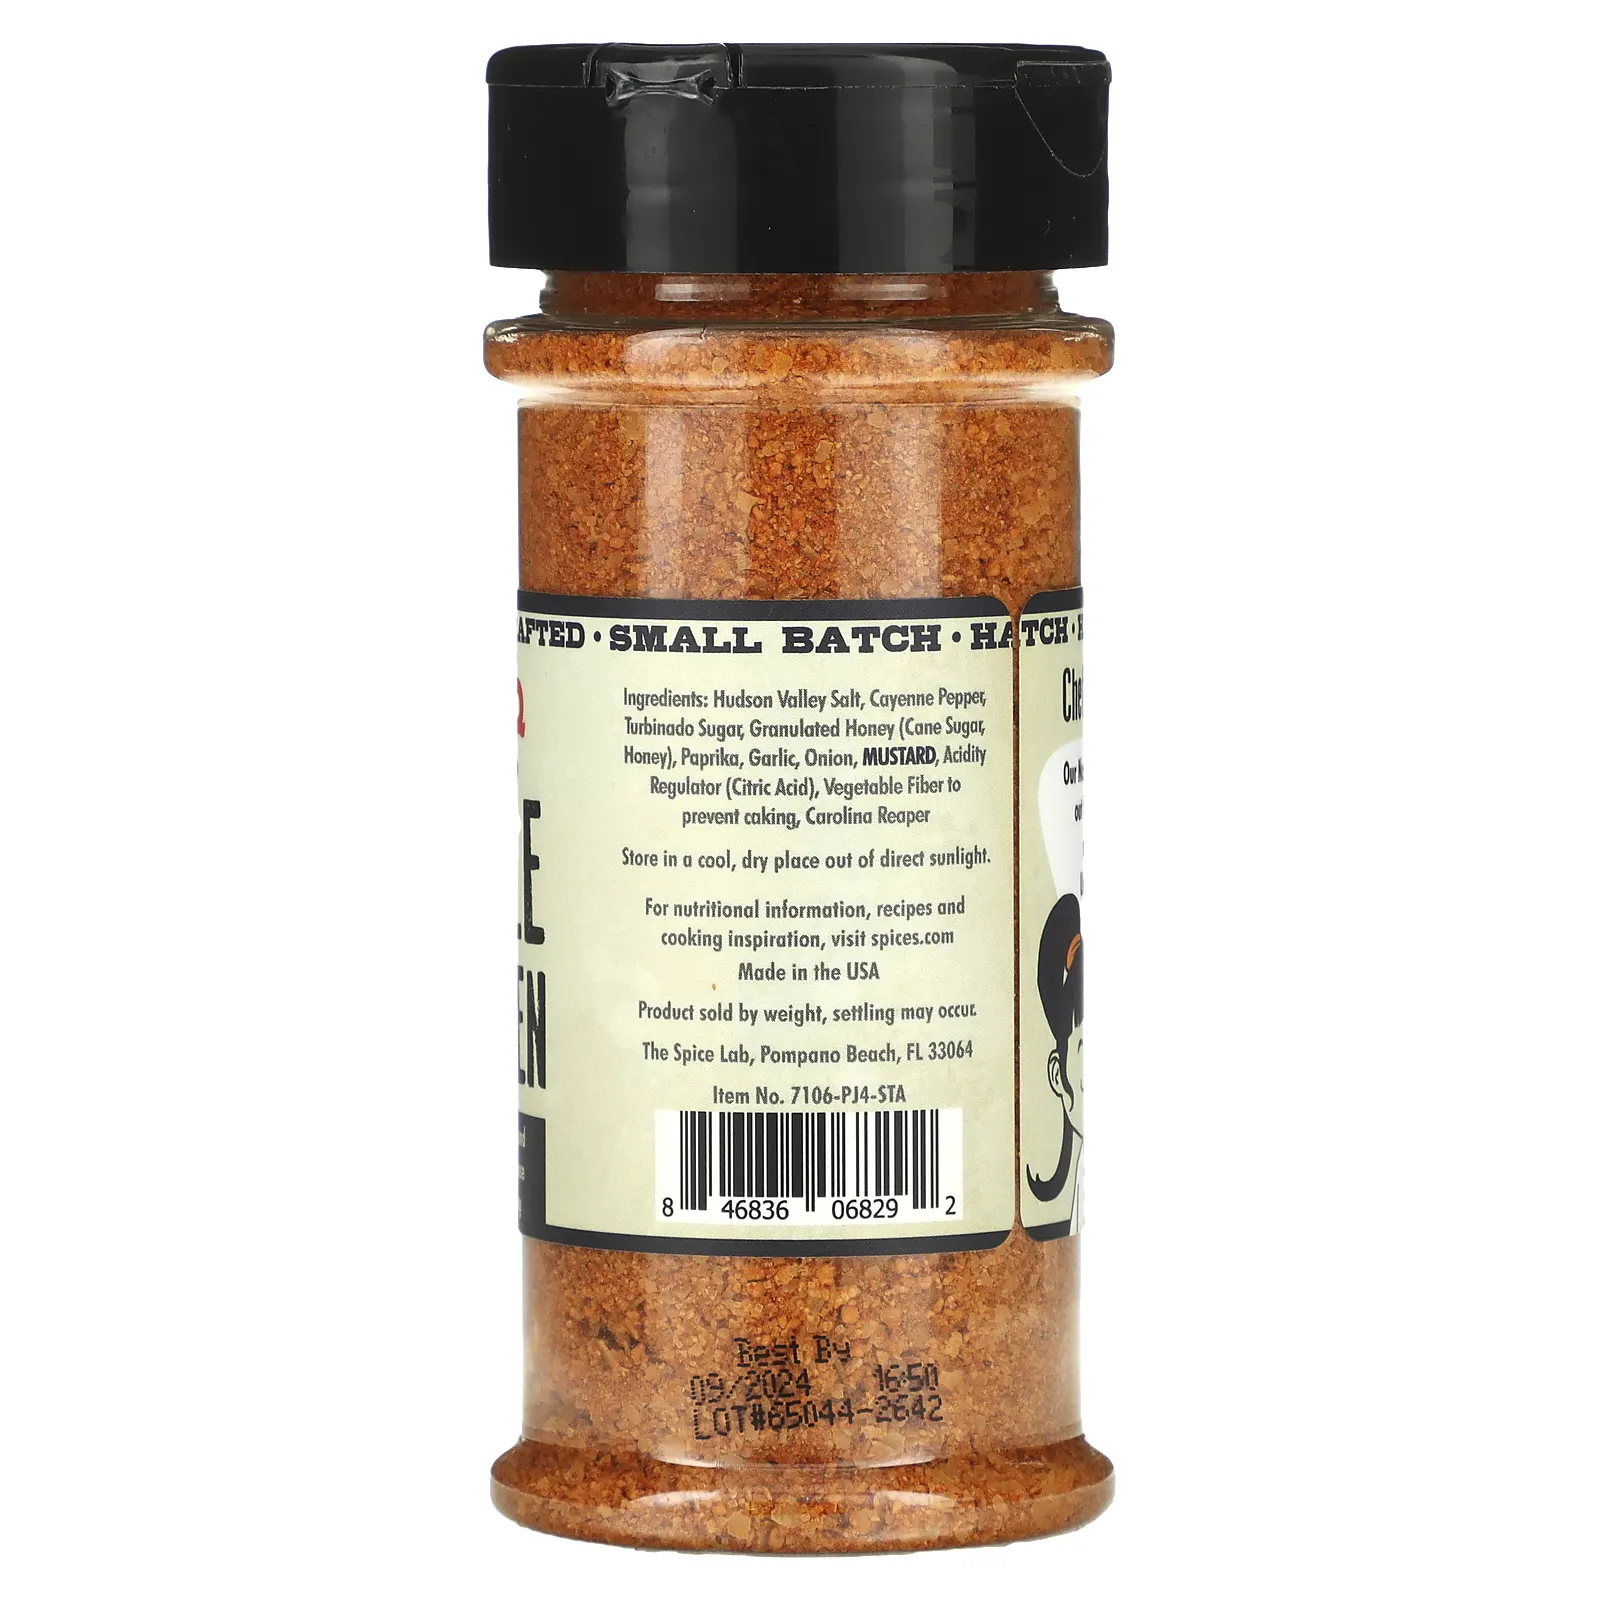 AFTED • SMALL BATCH • HATCH •
Ingredients: Hudson Valley Salt, Cayenne Pepper,
Turbinado Sugar, Granulated Honey (Cane Sugar,
Honey), Paprika, Garlic, Onion, MUSTARD, Acidity
Regulator (Citric Acid), Vegetable Fiber to
prevent caking, Carolina Reaper
Store in a cool, dry place out of direct sunlight.
For nutritional information, recipes and
cooking inspiration, visit spices.com
Made in the USA
Product sold by weight, settling may occur.
The Spice Lab, Pompano Beach, FL 33064
Item No. 7106-PJ4-STA
8 46836 06829 2
Che
Our
Best By
09/2024 16:50
LOT#65044-2642